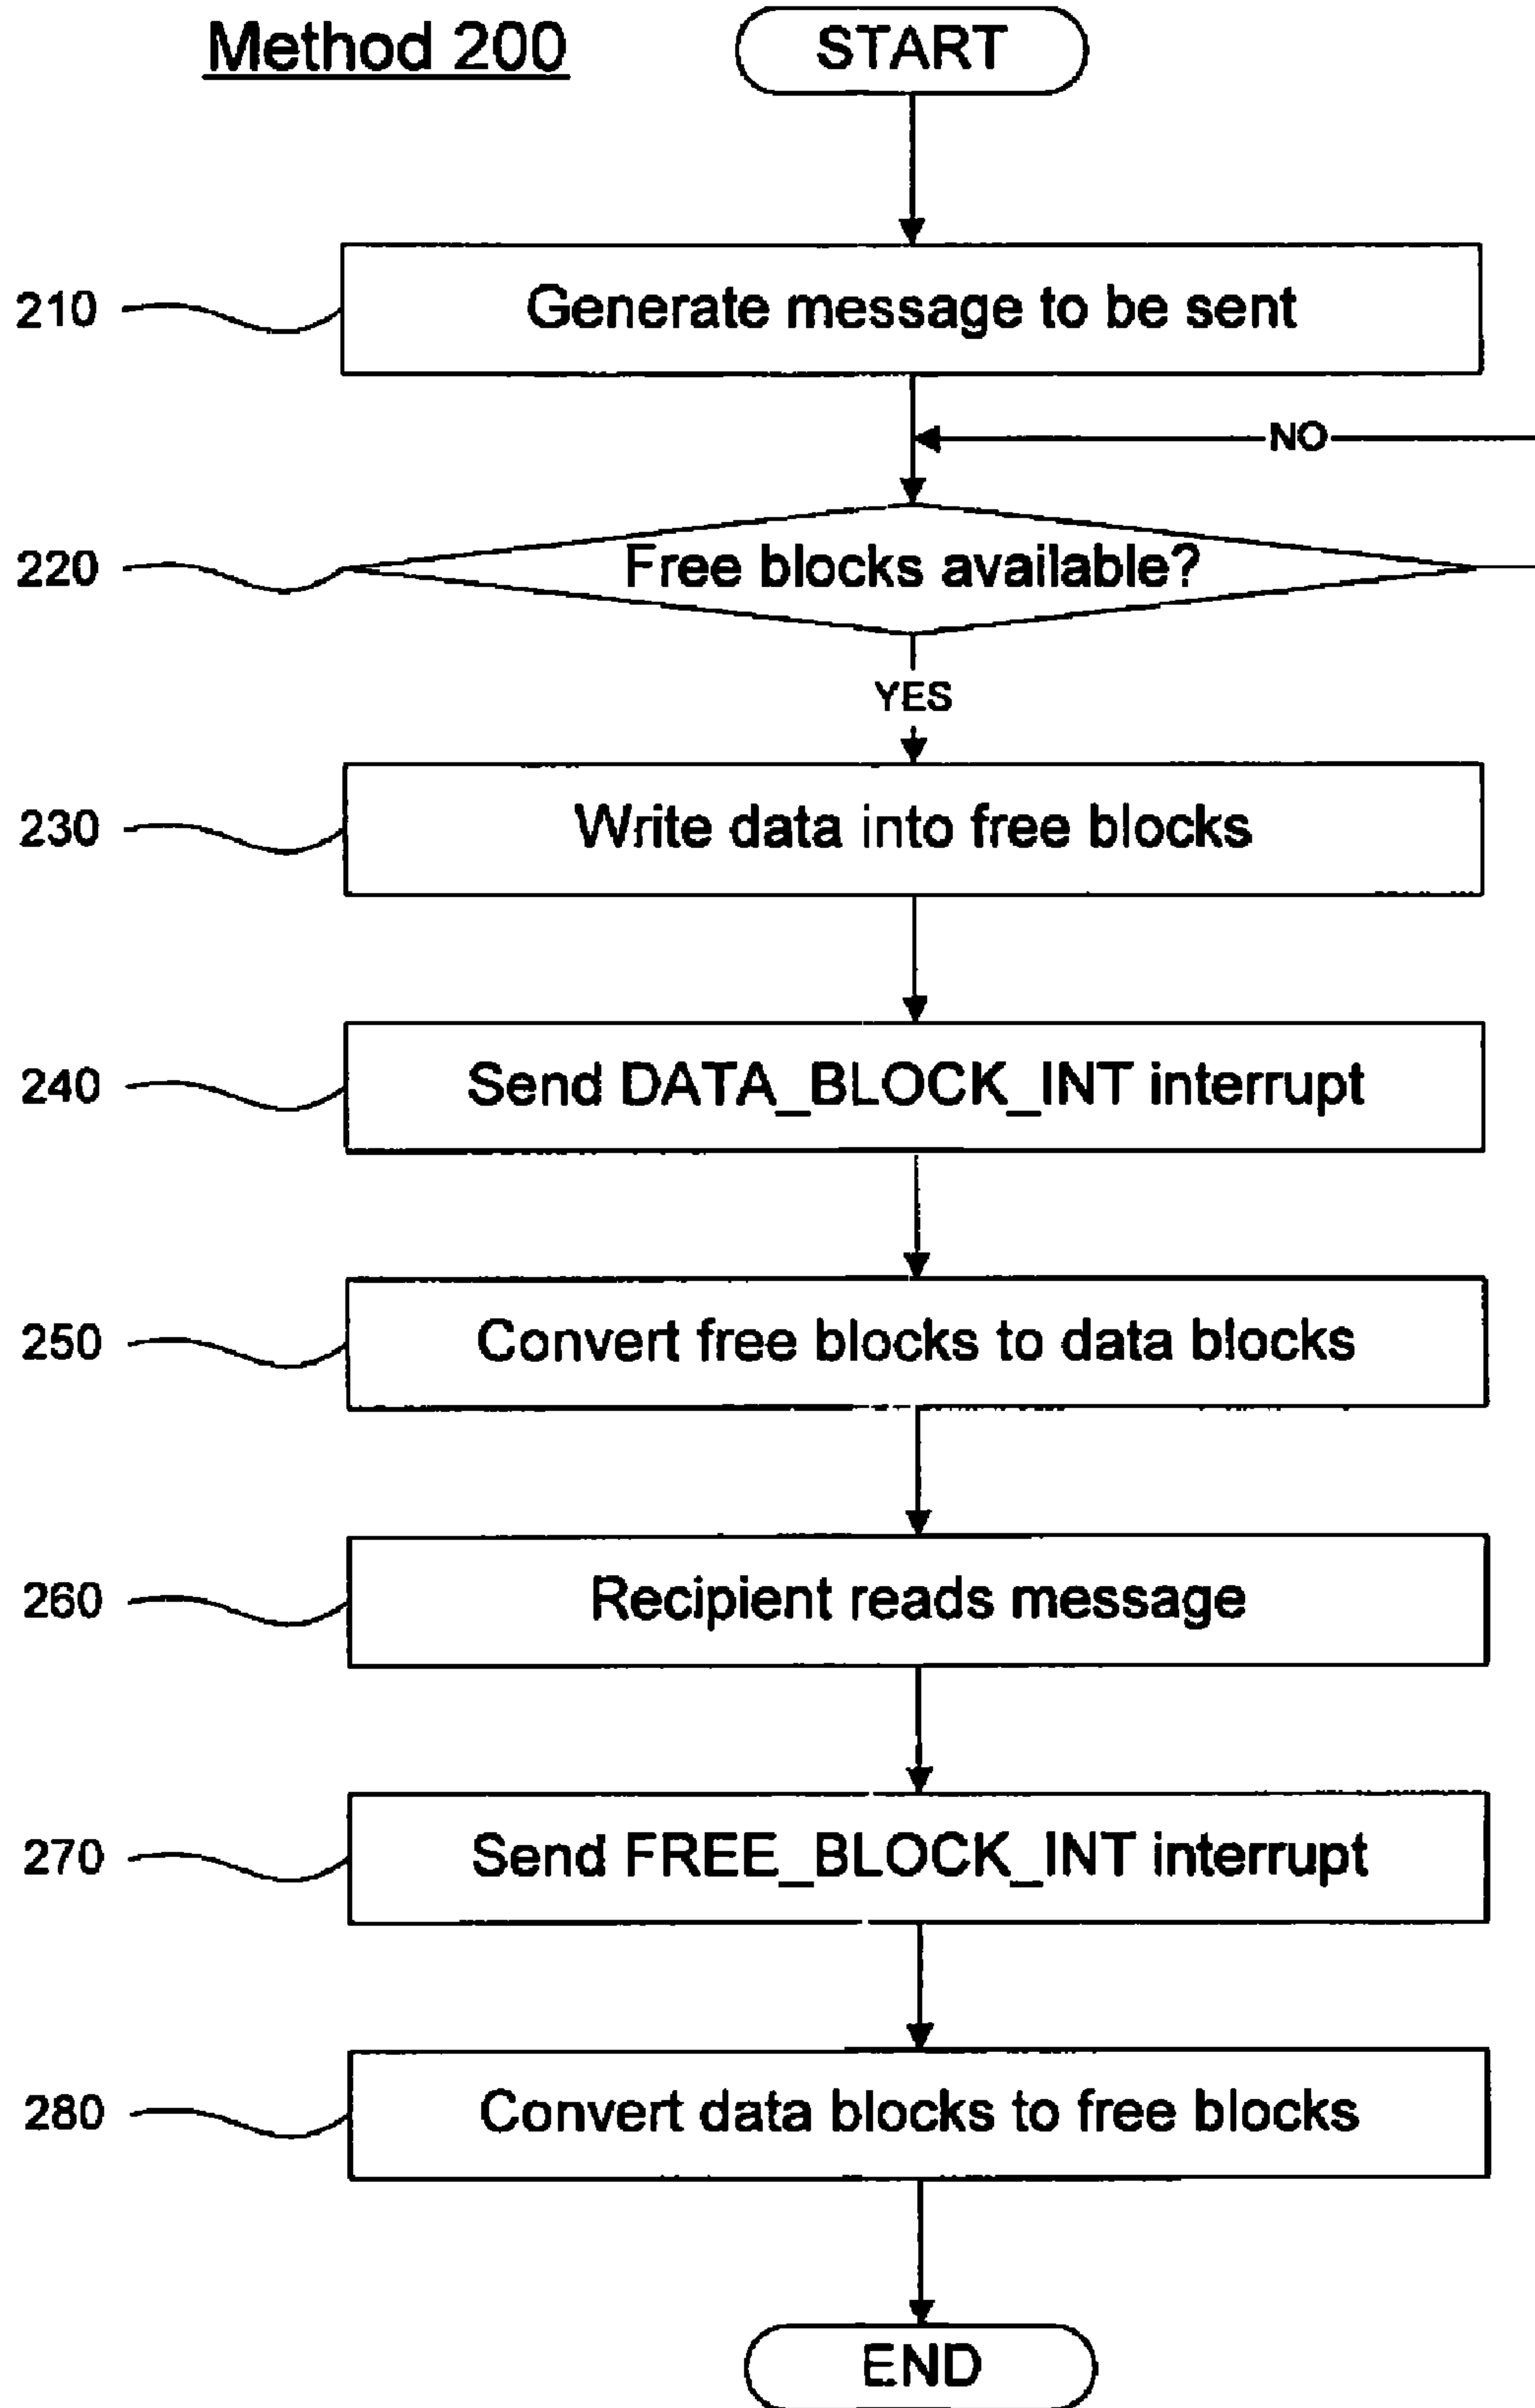 Method 200
START
210
Generate message to be sent
NO
220
Free blocks available?
YES
230
Write data into free blocks
240
Send DATA_BLOCK_INT interrupt
250
Convert free blocks to data blocks
260
Recipient reads message
270
Send FREE_BLOCK_INT interrupt
280
Convert data blocks to free blocks
END